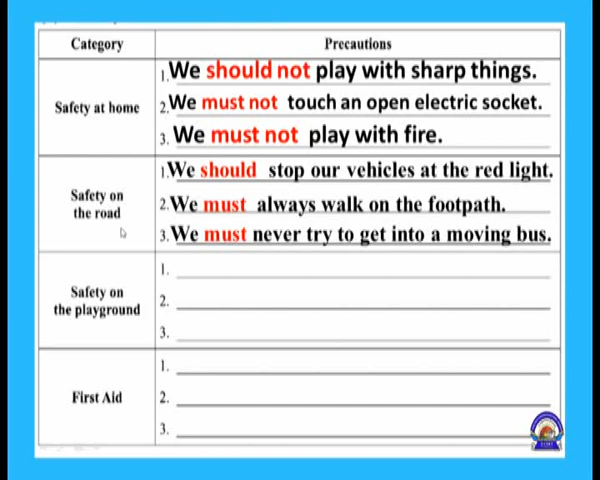 Category Precautions
1. We should not play with sharp things.
Safety at home 2. We must not touch an open electric socket.
3. We must not play with fire.
1. We should stop our vehicles at the red light.
Safety on
the road
2. We must always walk on the footpath.
3. We must never try to get into a moving bus.
1.
Safety on
the playground
2.
3.
1.
First Aid 2.
3.